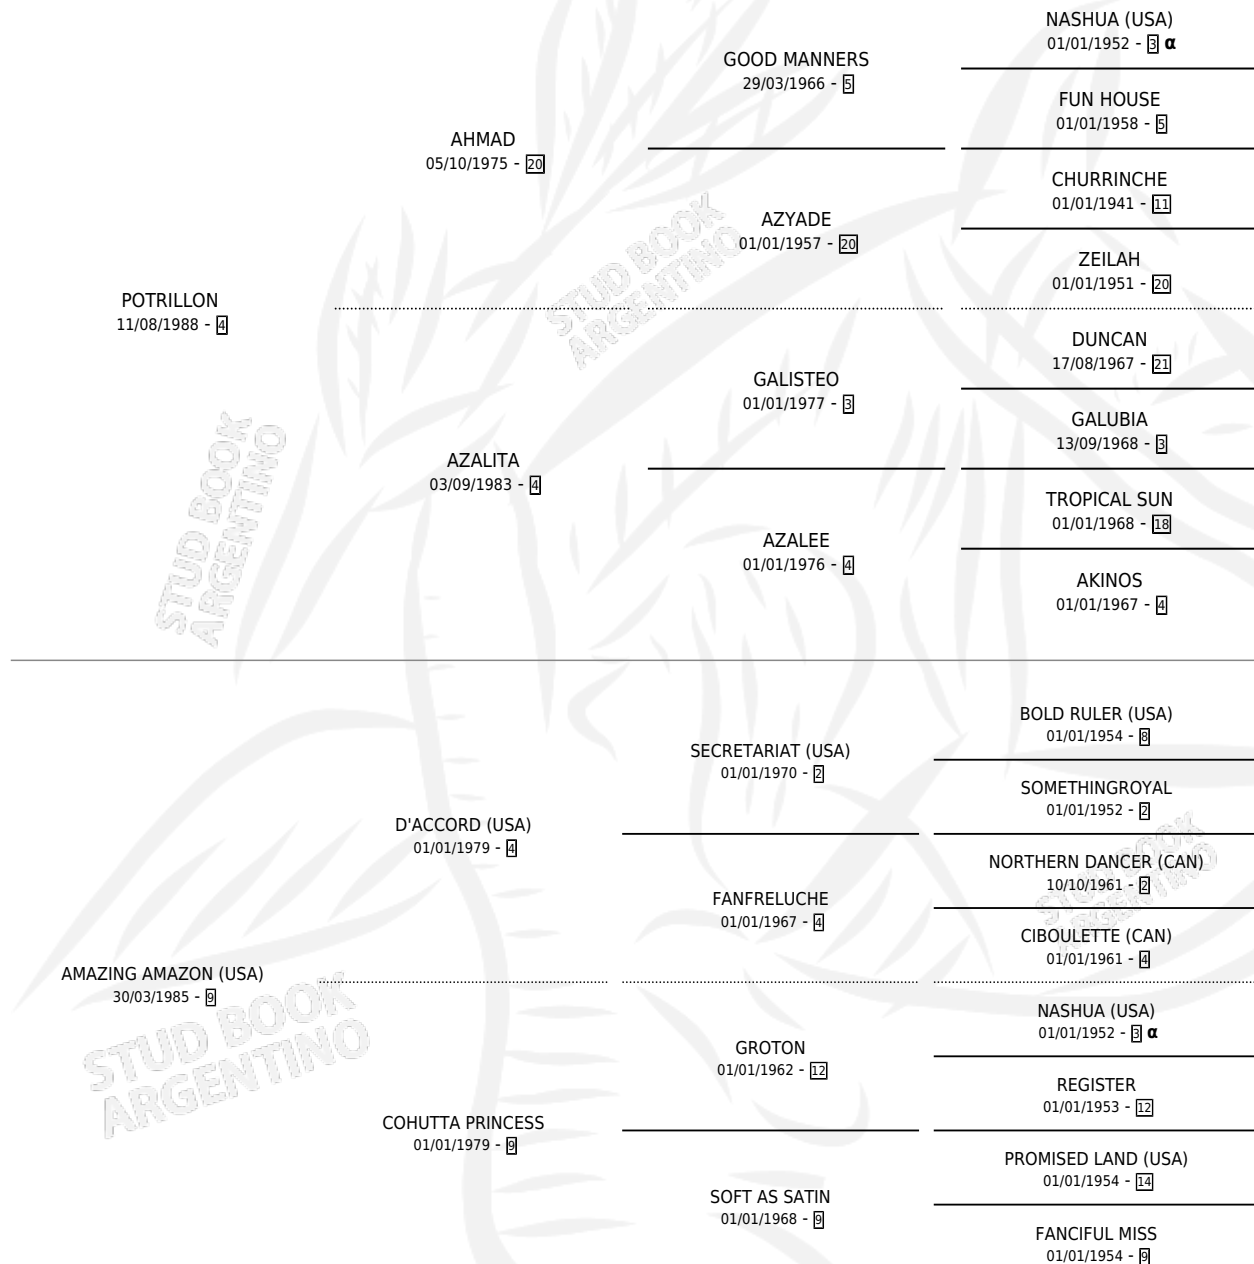 NASHUA (USA)
01/01/1952 - 3 α
GOOD MANNERS
29/03/1966 - 5
FUN HOUSE
01/01/1958 - 5
AHMAD
05/10/1975 - 20
CHURRINCHE
01/01/1941 - 11
AZYADE
01/01/1957 - 20
ZEILAH
01/01/1951 - 20
POTRILLON
11/08/1988 - 4
DUNCAN
17/08/1967 - 21
GALISTEO
01/01/1977 - 3
GALUBIA
13/09/1968 - 3
AZALITA
03/09/1983 - 4
TROPICAL SUN
01/01/1968 - 18
AZALEE
01/01/1976 - 4
AKINOS
01/01/1967 - 4
STUD BOOK
ARGENTINO
STUD BOOK
ARGENTINO
BOLD RULER (USA)
01/01/1954 - 8
SECRETARIAT (USA)
01/01/1970 - 2
SOMETHINGROYAL
01/01/1952 - 2
D'ACCORD (USA)
01/01/1979 - 4
NORTHERN DANCER (CAN)
10/10/1961 - 2
FANFRELUCHE
01/01/1967 - 4
CIBOULETTE (CAN)
01/01/1961 - 4
AMAZING AMAZON (USA)
30/03/1985 - 9
NASHUA (USA)
01/01/1952 - 3 α
GROTON
01/01/1962 - 12
REGISTER
01/01/1953 - 12
COHUTTA PRINCESS
01/01/1979 - 9
PROMISED LAND (USA)
01/01/1954 - 14
SOFT AS SATIN
01/01/1968 - 9
FANCIFUL MISS
01/01/1954 - 9
STUD BOOK
ARGENTINO
STUD BOOK
ARGENTINO